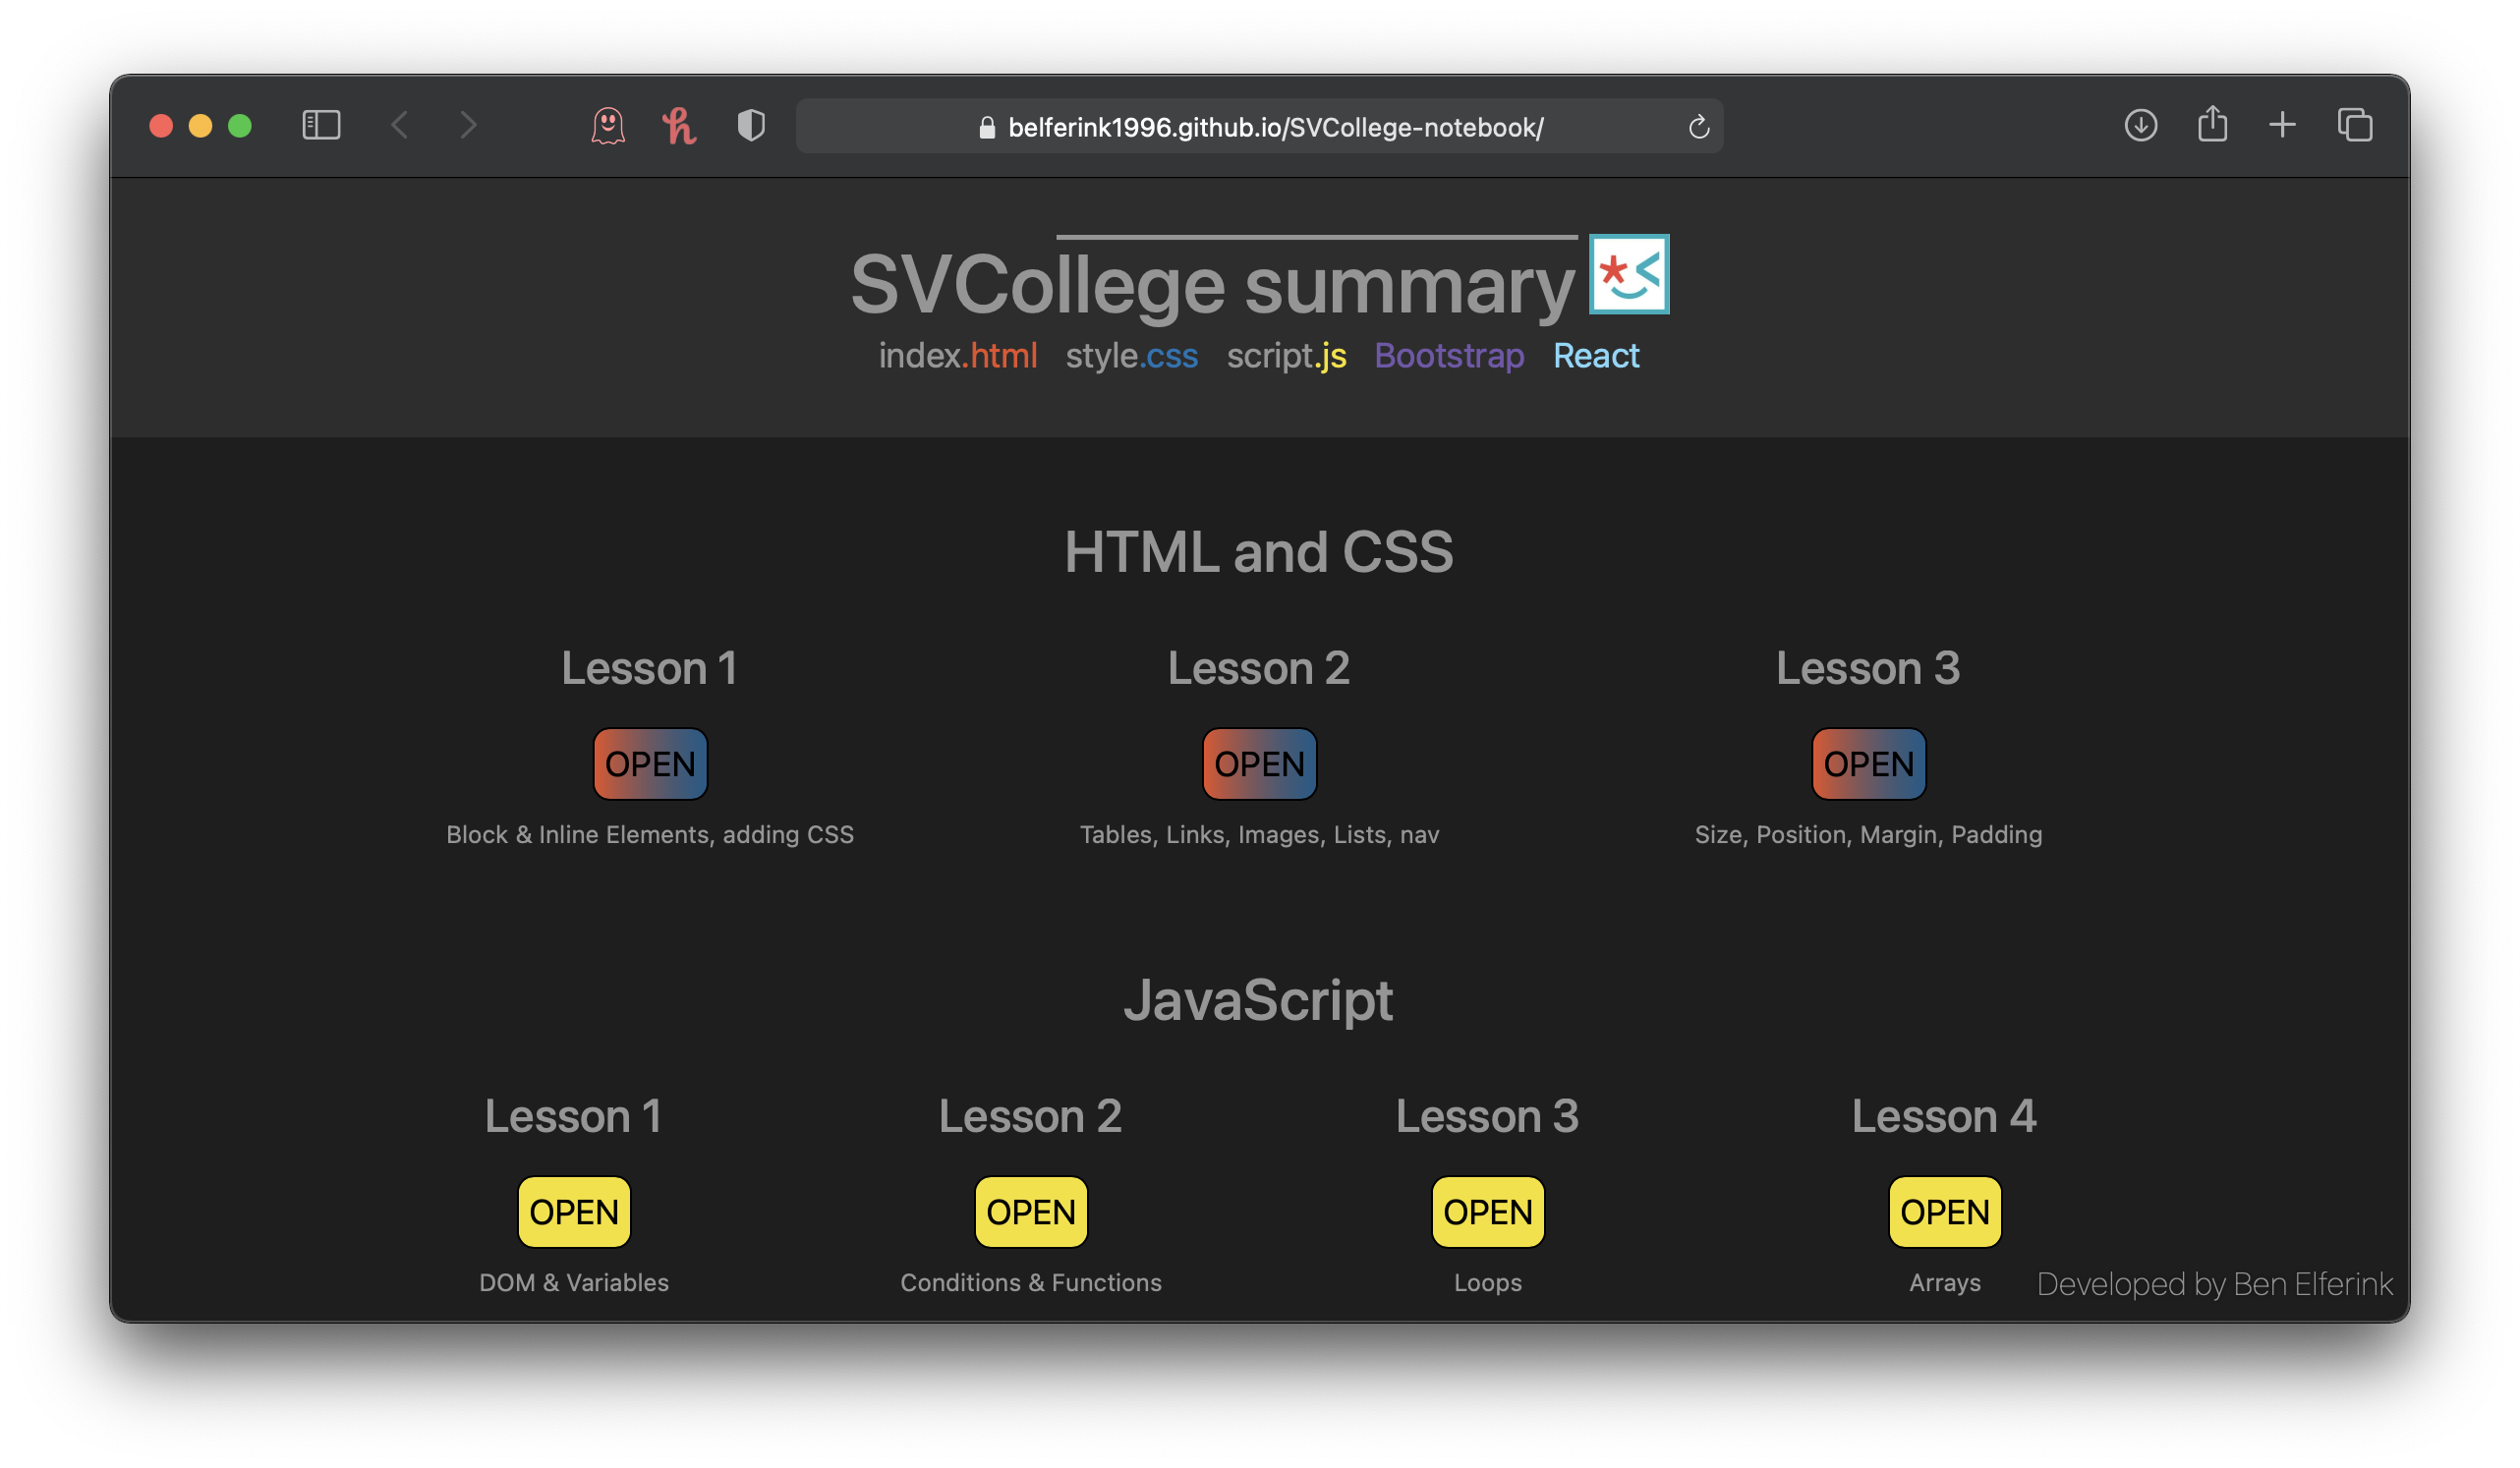 belferink1996.github.io/SVCollege-notebook/
SVCollege summary
index.html style.css script.js Bootstrap React
HTML and CSS
Lesson 1 Lesson 2 Lesson 3
OPEN OPEN OPEN
Block & Inline Elements, adding CSS Tables, Links, Images, Lists, nav Size, Position, Margin, Padding
JavaScript
Lesson 1 Lesson 2 Lesson 3 Lesson 4
OPEN OPEN OPEN OPEN
DOM & Variables Conditions & Functions Loops Arrays Developed by Ben Elferink